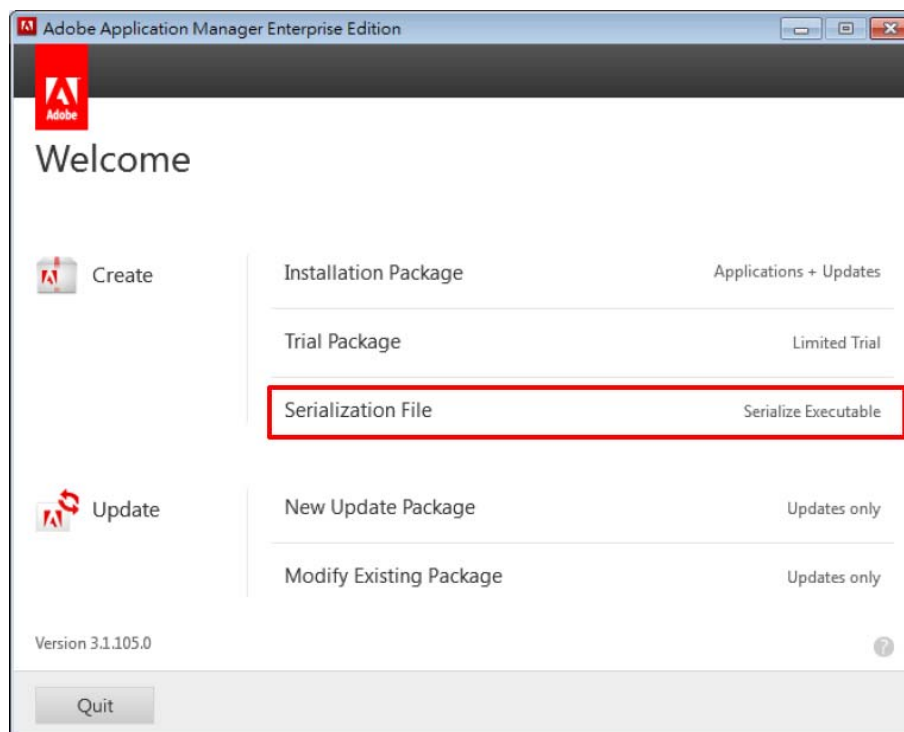 Adobe Application Manager Enterprise Edition
Adobe
Welcome
Create
Installation Package Applications + Updates
Trial Package Limited Trial
Serialization File Serialize Executable
Update
New Update Package Updates only
Modify Existing Package Updates only
Version 3.1.105.0
?
Quit